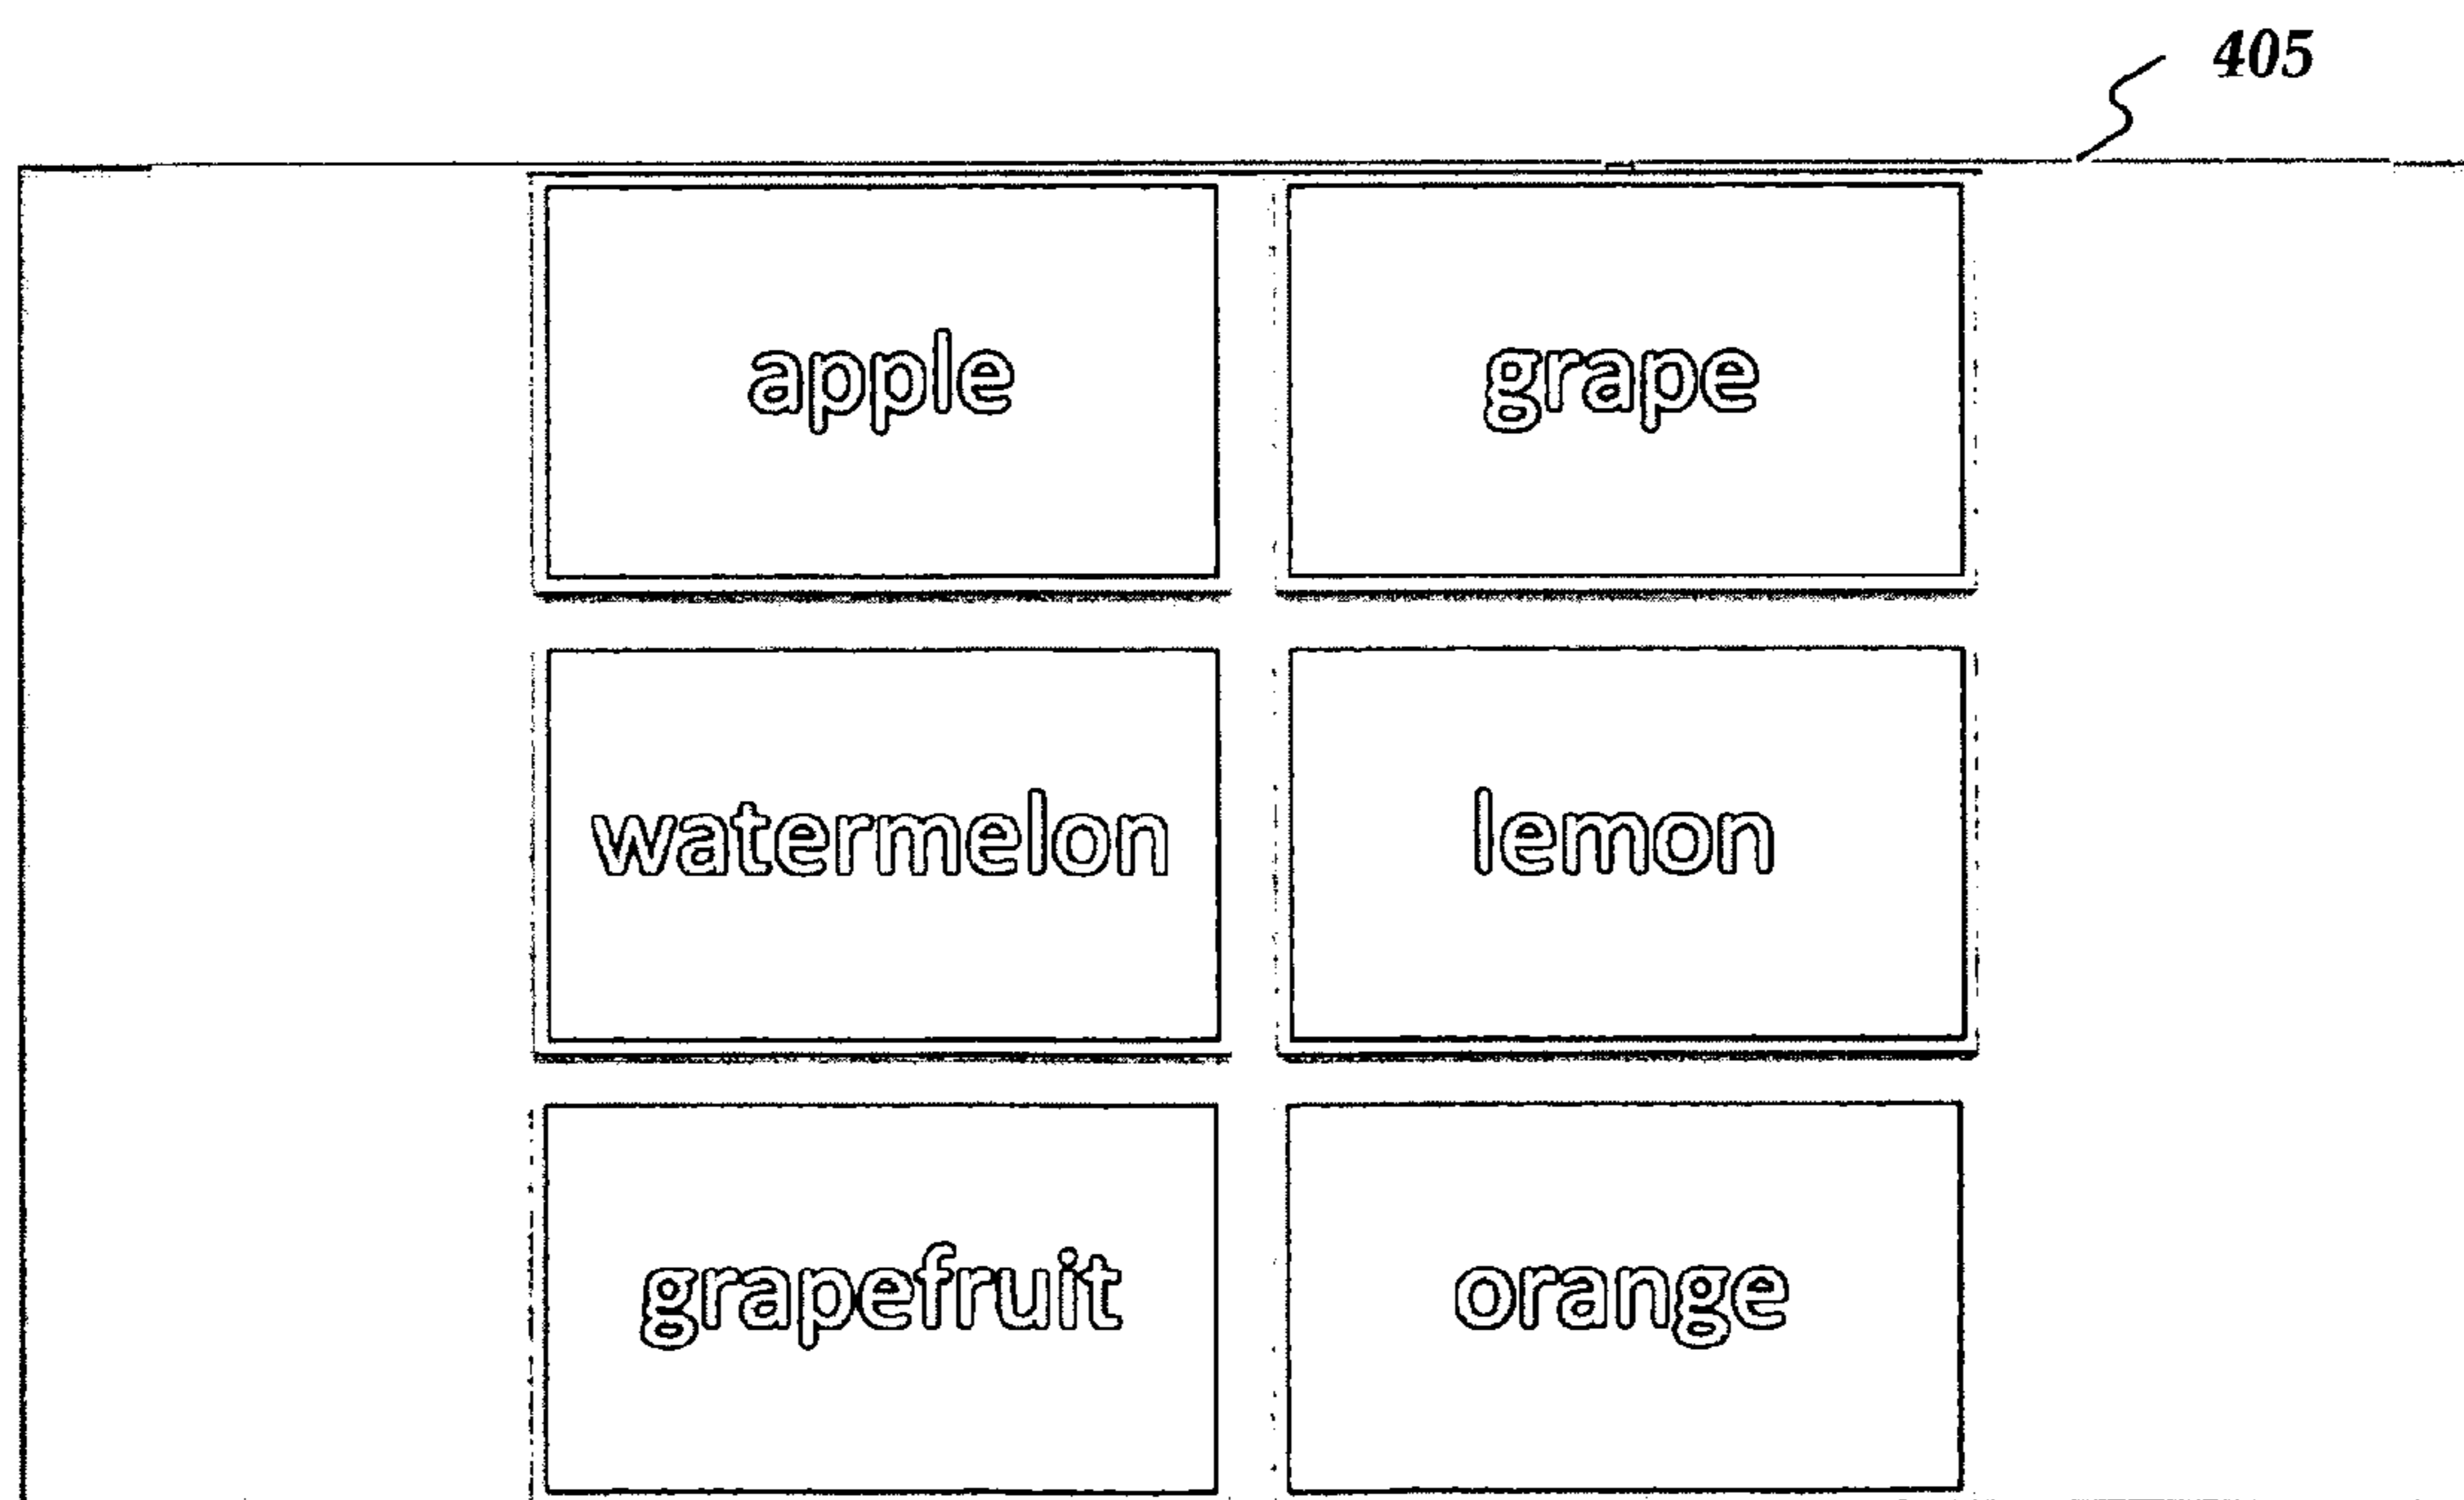 405
apple grape
watermelon lemon
grapefruit orange